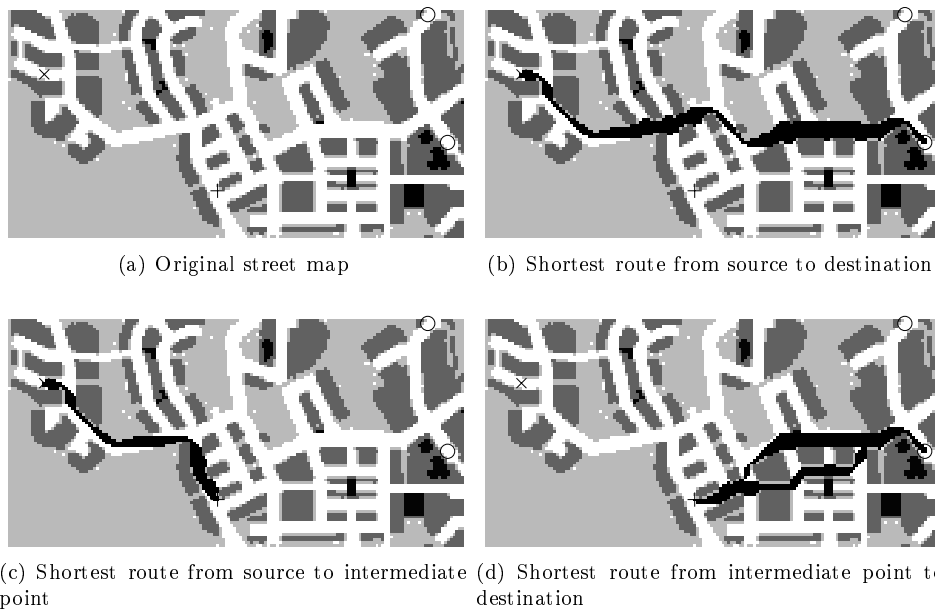 (a) Original street map
(b) Shortest route from source to destination
(c) Shortest route from source to intermediate
point
(d) Shortest route from intermediate point to
destination